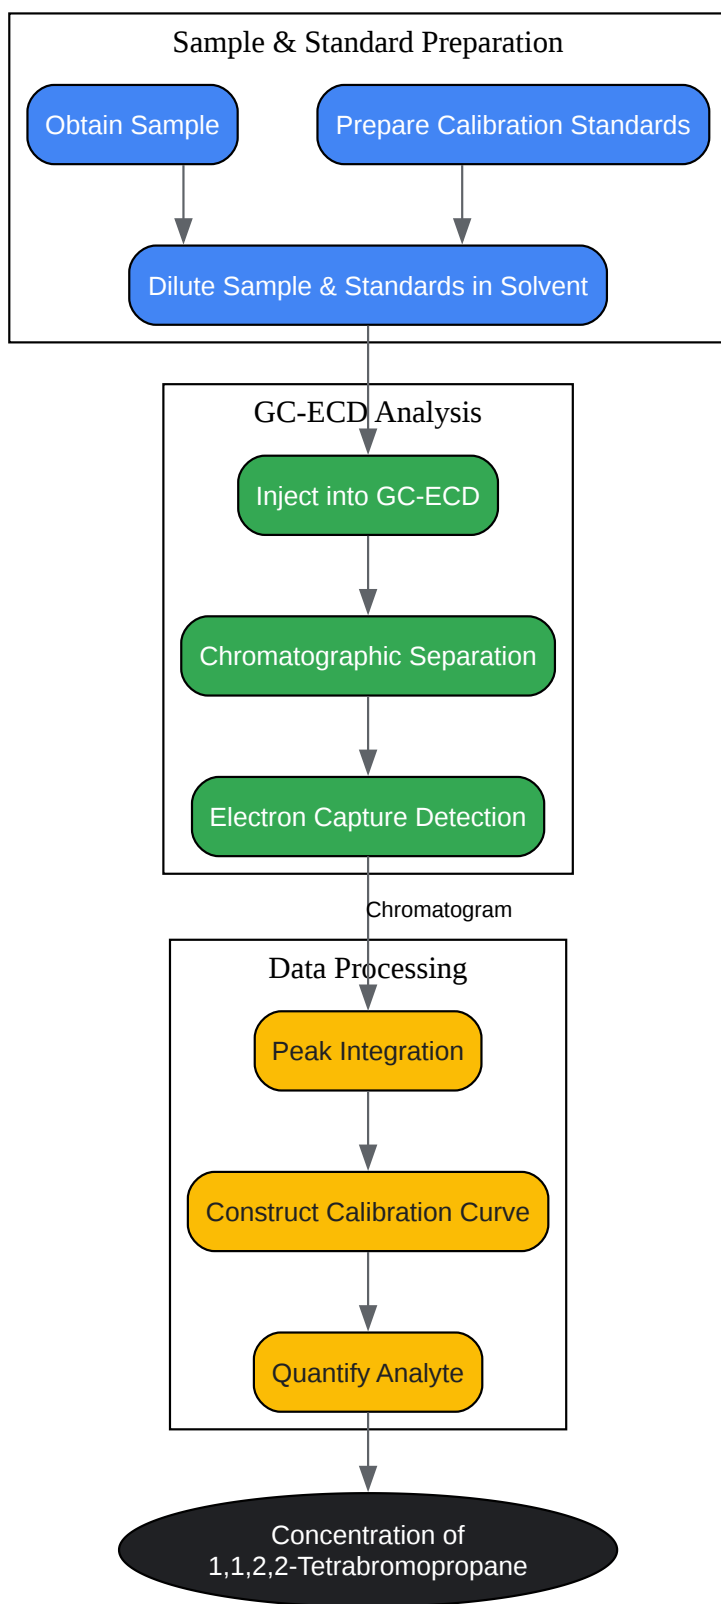 Sample & Standard Preparation
Obtain Sample
Prepare Calibration Standards
Dilute Sample & Standards in Solvent
GC-ECD Analysis
Inject into GC-ECD
Chromatographic Separation
Electron Capture Detection
Chromatogram
Data Processing
Peak Integration
Construct Calibration Curve
Quantify Analyte
Concentration of
1,1,2,2-Tetrabromopropane